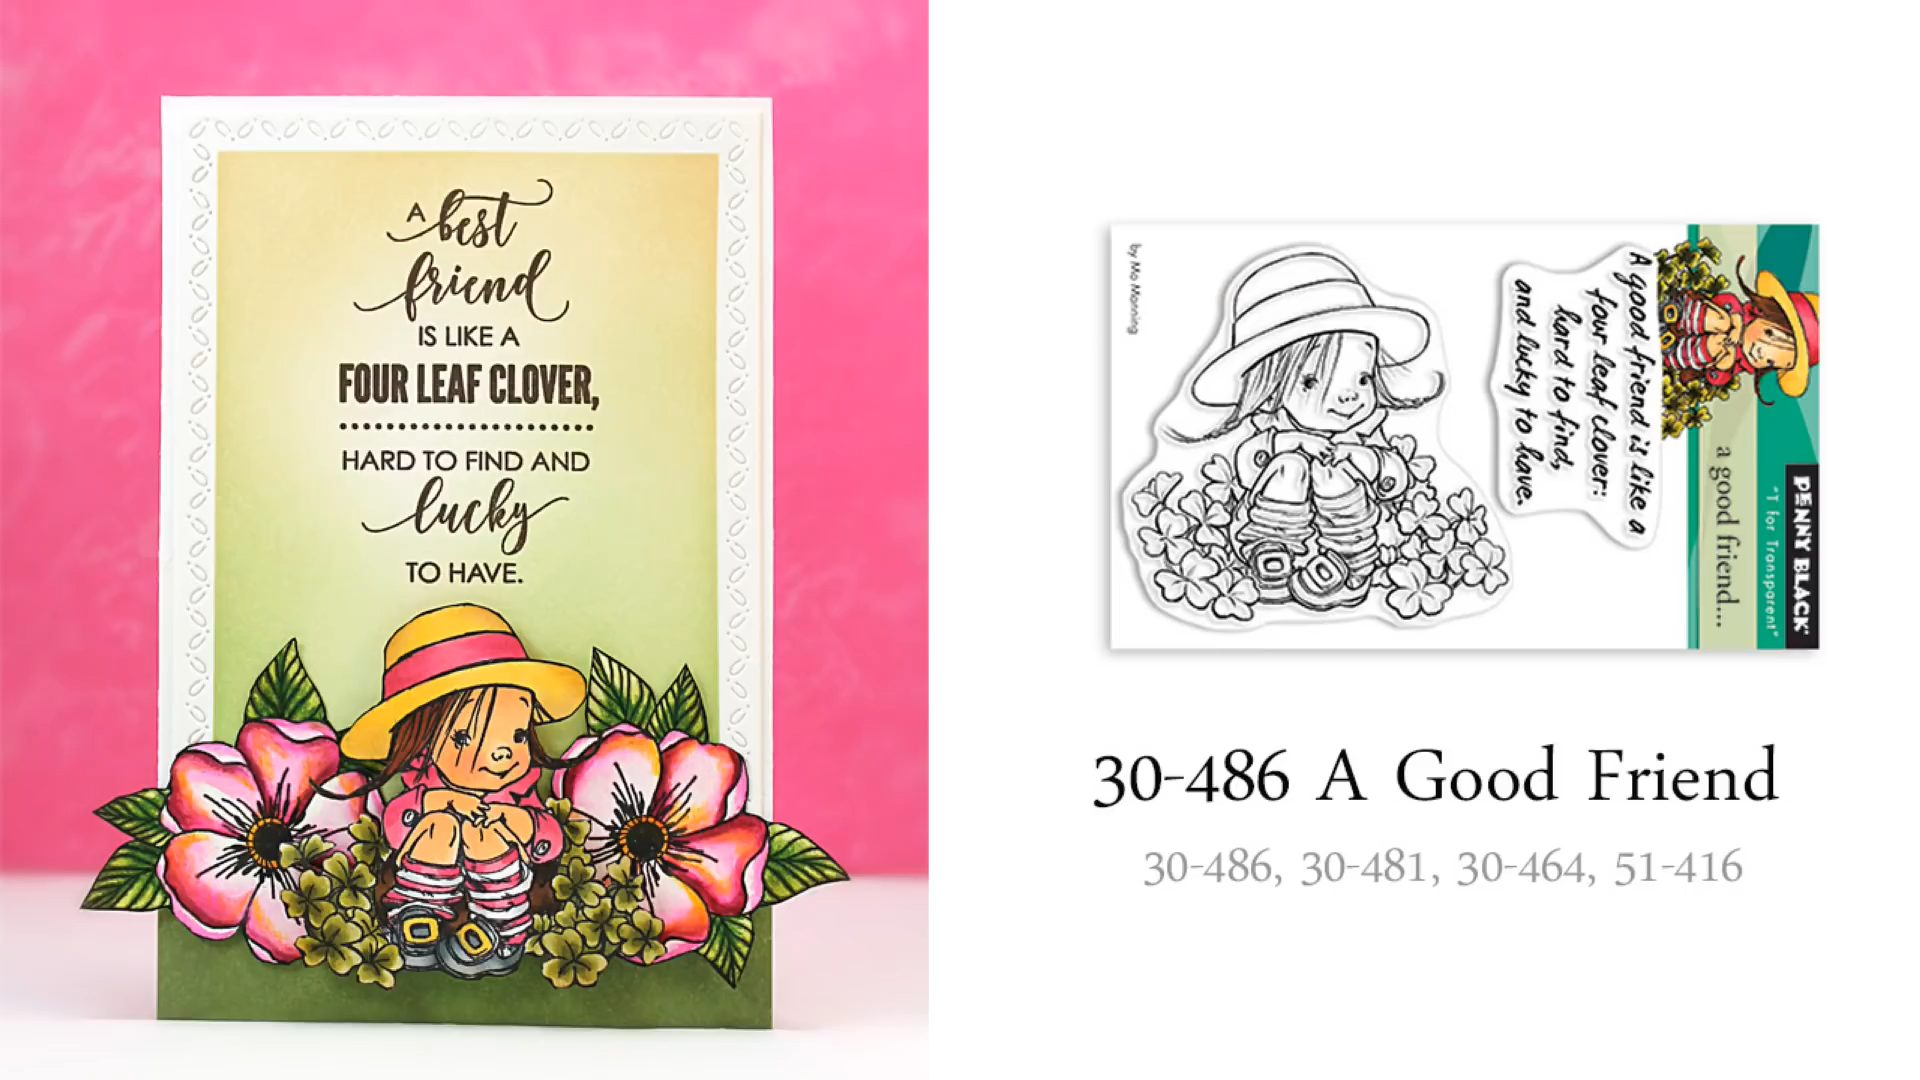 A best
friend
IS LIKE A
FOUR LEAF CLOVER,
HARD TO FIND AND
lucky
TO HAVE.
by Mo Manning
A good friend is like a
four leaf clover:
hard to find,
and lucky to have.
a good friend...
"T for Transparent"
PENNY BLACK
30-486 A Good Friend
30-486, 30-481, 30-464, 51-416